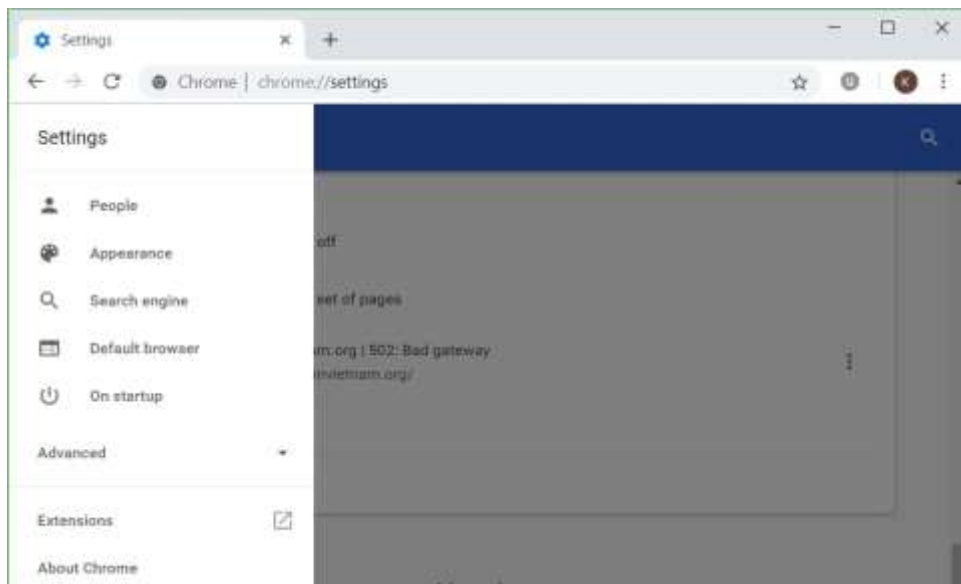 Settings
Chrome | chrome://settings
K
Settings
People
Appearance
off
Search engine
set of pages
Default browser
m.org | 502: Bad gateway
nvietnam.org/
On startup
Advanced
Extensions
About Chrome